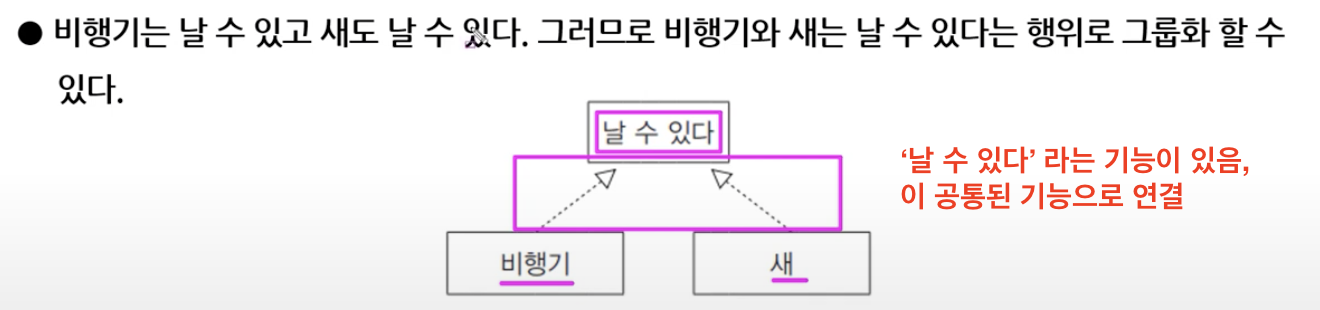 ● 비행기는 날 수 있고 새도 날 수 있다. 그러므로 비행기와 새는 날 수 있다는 행위로 그룹화 할 수
있다.
날 수 있다
‘날 수 있다’ 라는 기능이 있음,
이 공통된 기능으로 연결
비행기
새